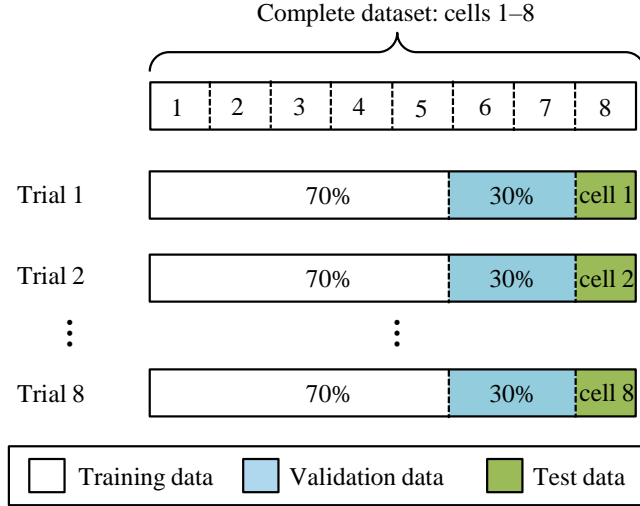 Complete dataset: cells 1–8
1 2 3 4 5 6 7 8
Trial 1 70% 30% cell 1
Trial 2 70% 30% cell 2
⋮ ⋮
Trial 8 70% 30% cell 8
Training data Validation data Test data